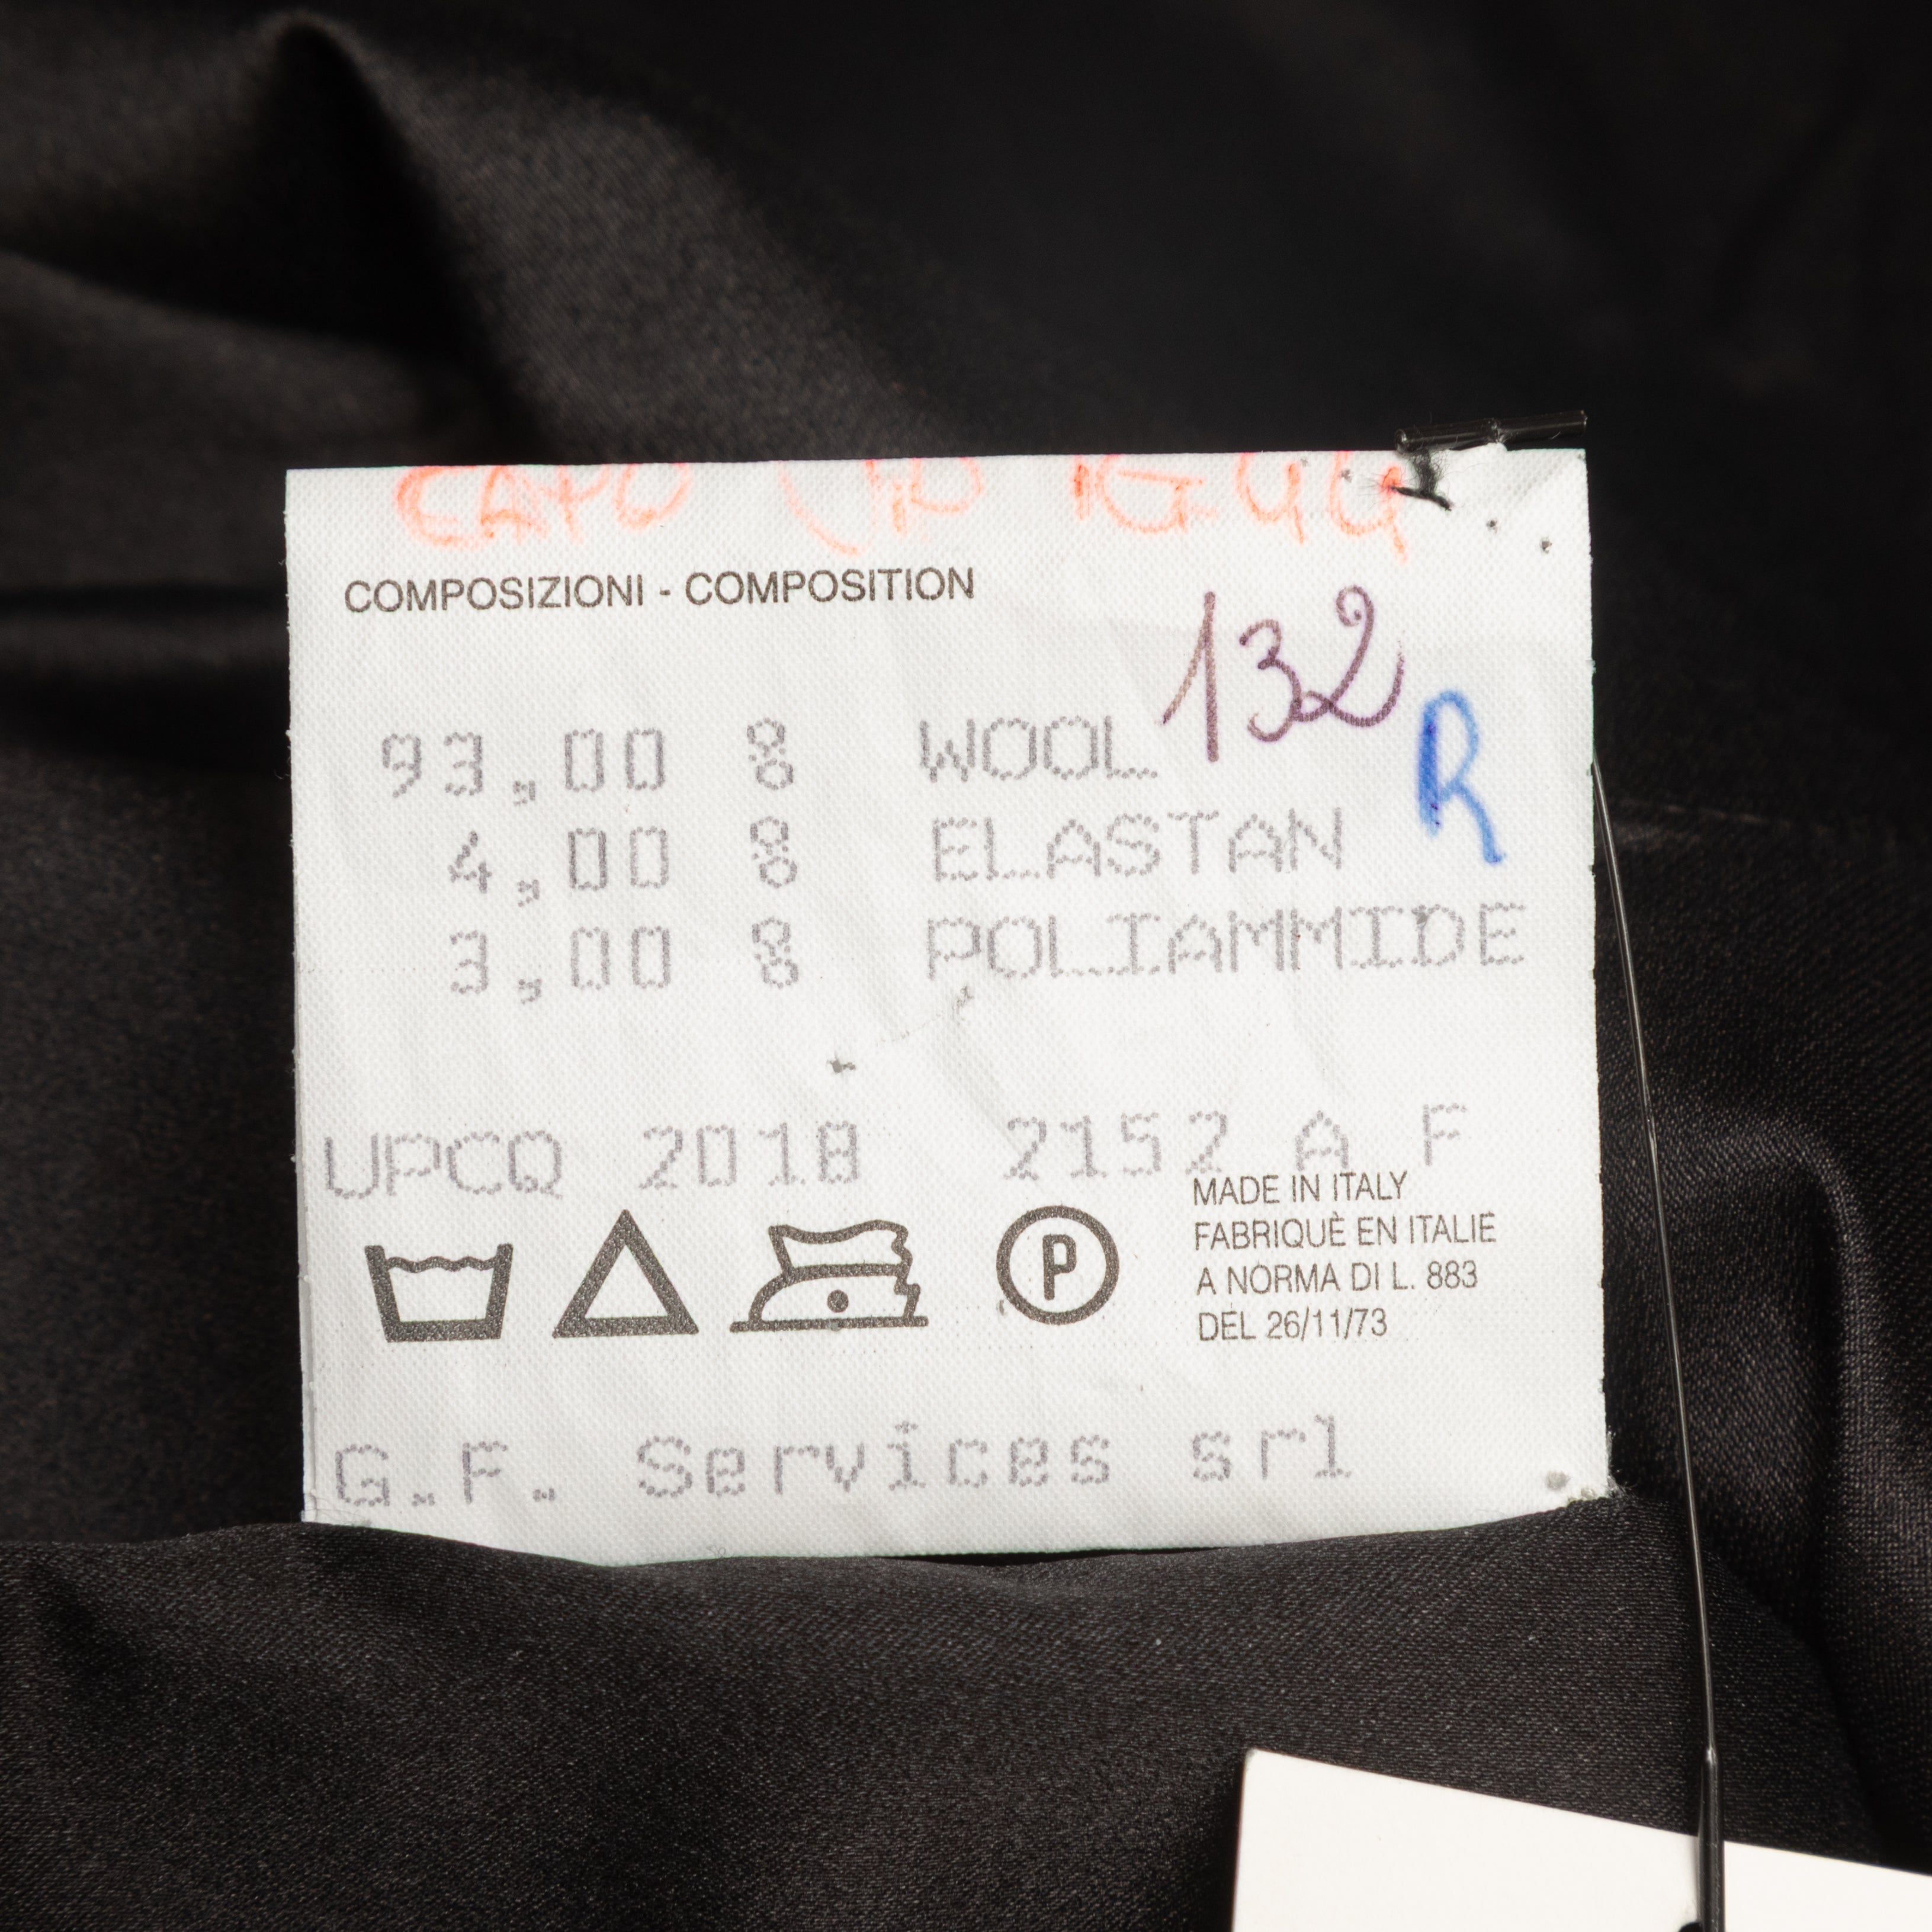 CAPO
COMPOSIZIONI - COMPOSITION
132
R
93,00 % WOOL
4,00 % ELASTAN
3,00 % POLIAMMIDE
UPCQ 2018 2152 A F
P
MADE IN ITALY
FABRIQUÈ EN ITALIE
A NORMA DI L. 883
DEL 26/11/73
G.F. Services srl